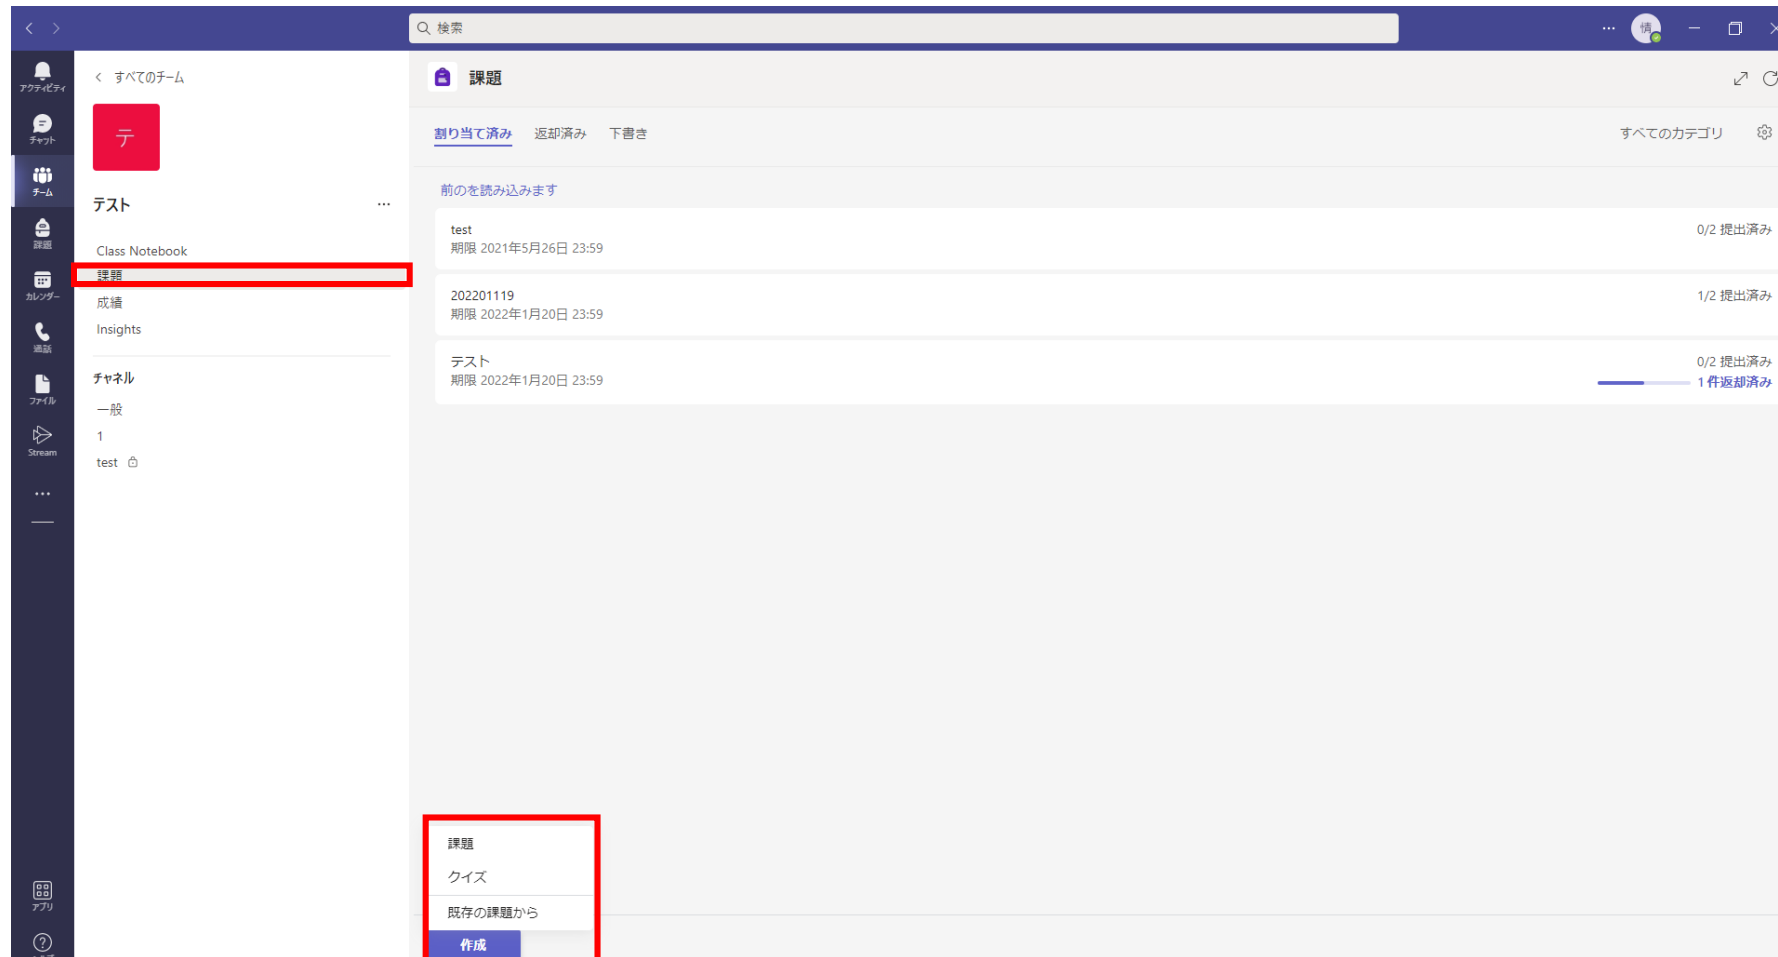 検索
情
アクティビティ
チャット
チーム
課題
カレンダー
通話
ファイル
Stream
アプリ
すべてのチーム
テ
テスト
Class Notebook
課題
成績
Insights
チャネル
一般
1
test
課題
割り当て済み 返却済み 下書き
すべてのカテゴリ
前のを読み込みます
test
期限 2021年5月26日 23:59
0/2 提出済み
202201119
期限 2022年1月20日 23:59
1/2 提出済み
テスト
期限 2022年1月20日 23:59
0/2 提出済み
1 件返却済み
課題
クイズ
既存の課題から
作成